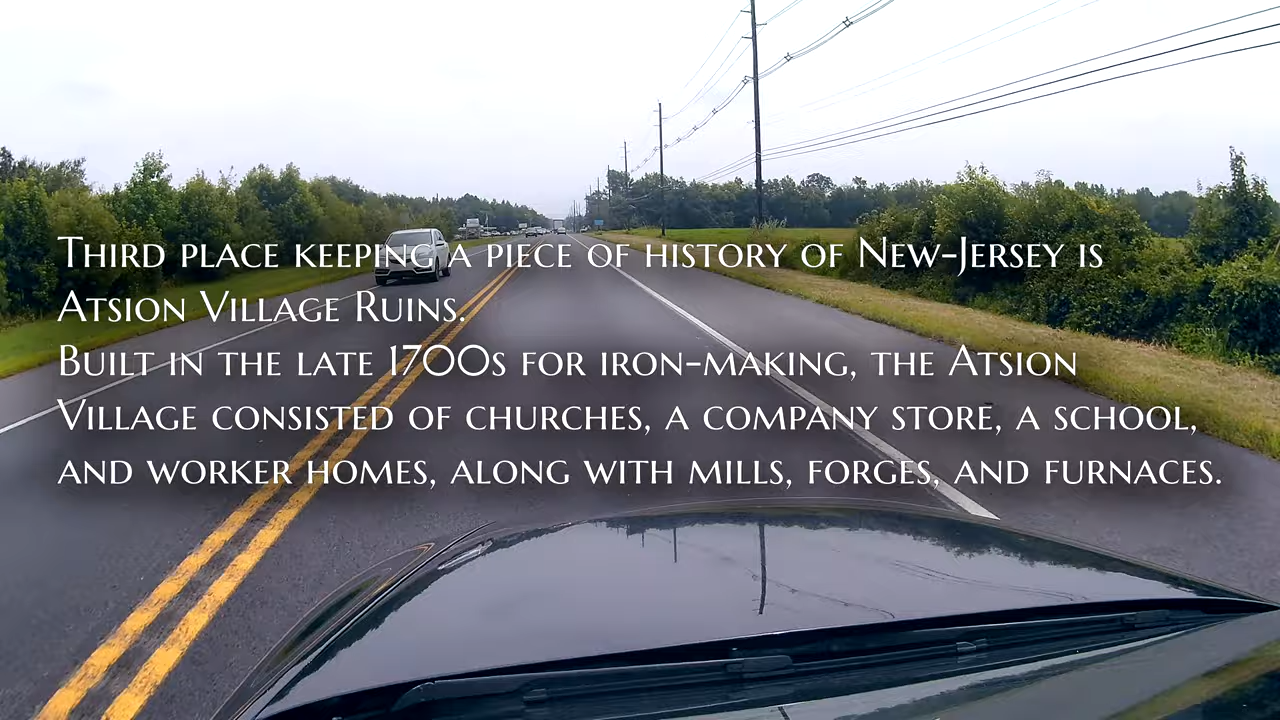 Third place keeping a piece of history of New-Jersey is
Atsion Village Ruins.
Built in the late 1700s for iron-making, the Atsion
Village consisted of churches, a company store, a school,
and worker homes, along with mills, forges, and furnaces.